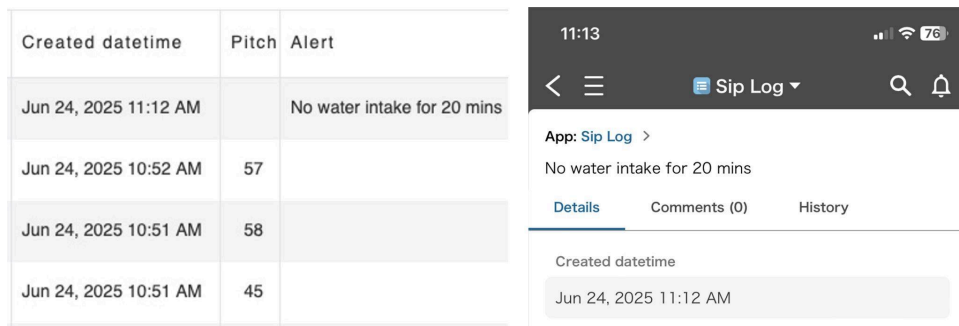 Created datetime Pitch Alert
Jun 24, 2025 11:12 AM No water intake for 20 mins
Jun 24, 2025 10:52 AM 57
Jun 24, 2025 10:51 AM 58
Jun 24, 2025 10:51 AM 45
11:13 76
Sip Log
App: Sip Log >
No water intake for 20 mins
Details Comments (0) History
Created datetime
Jun 24, 2025 11:12 AM